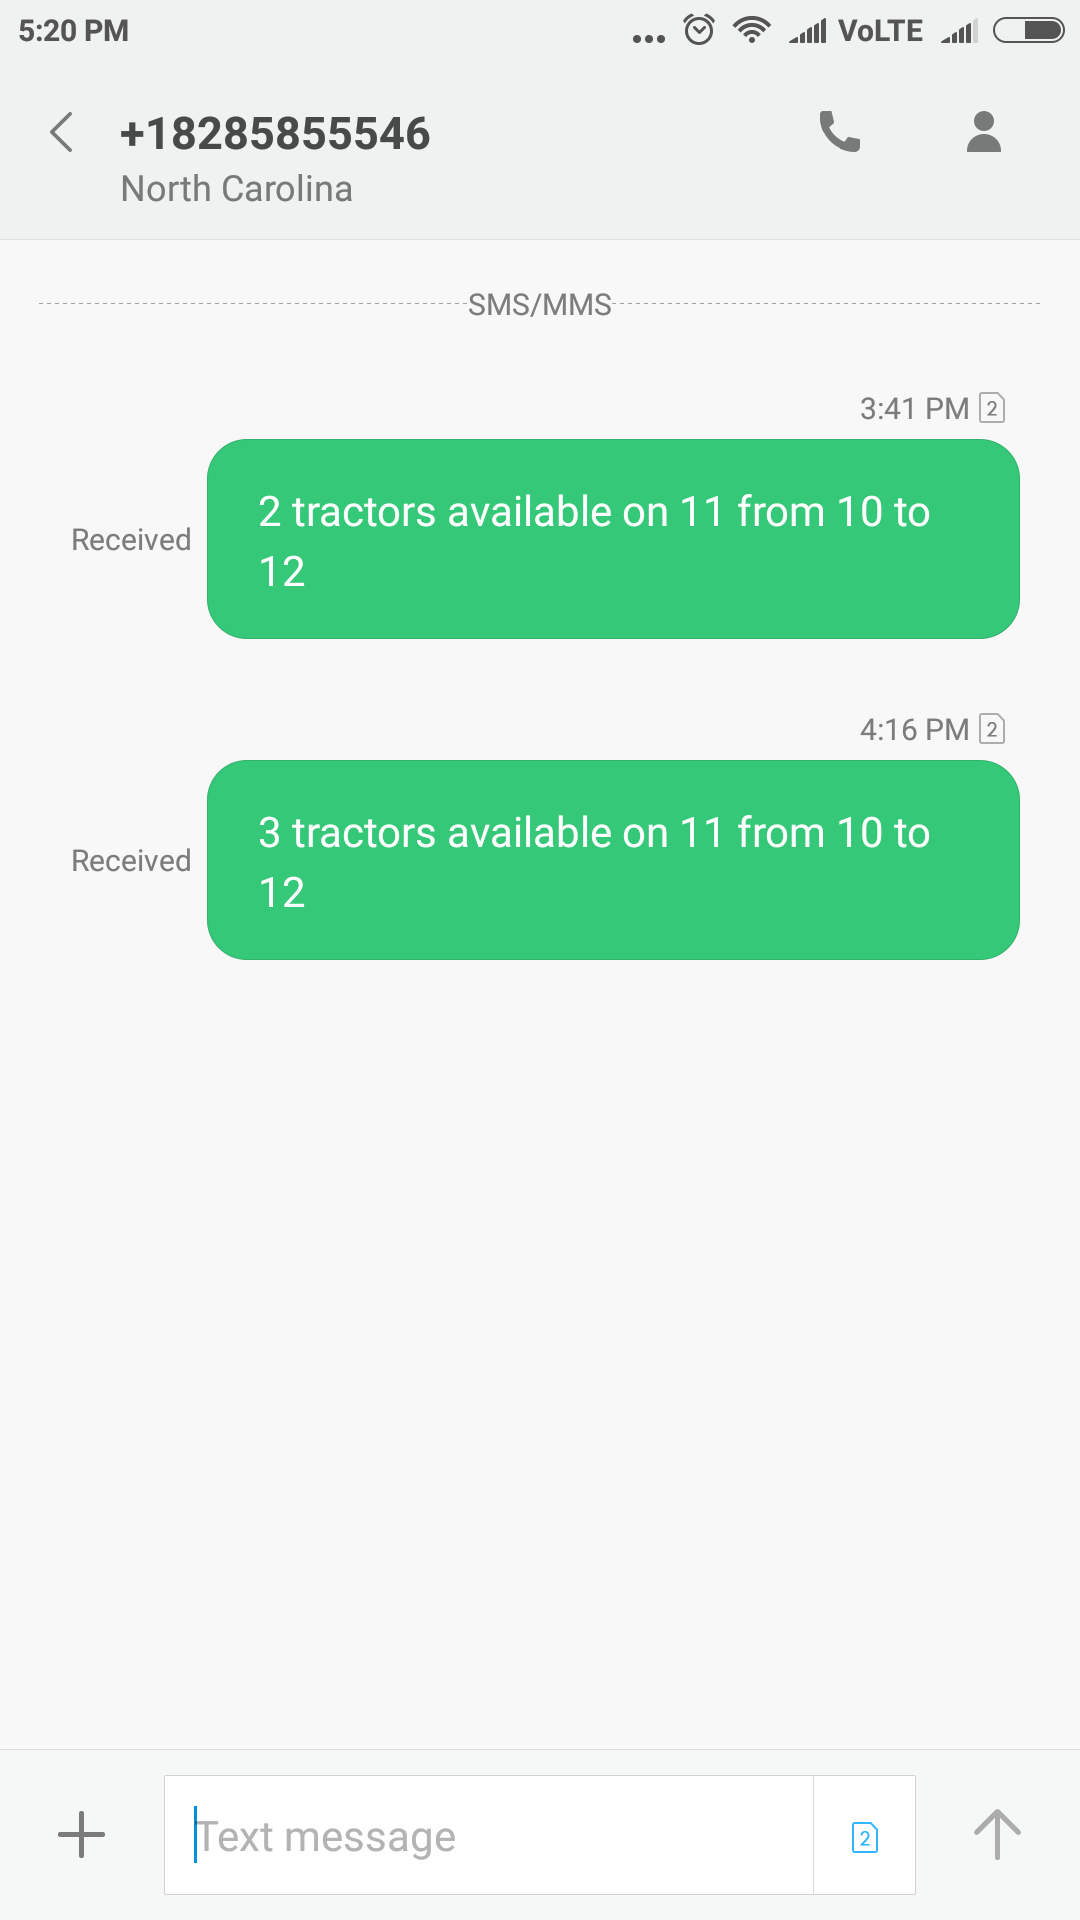 5:20 PM
VoLTE
+18285855546
North Carolina
SMS/MMS
3:41 PM 2
2 tractors available on 11 from 10 to
12
Received
4:16 PM 2
3 tractors available on 11 from 10 to
12
Received
Text message
2